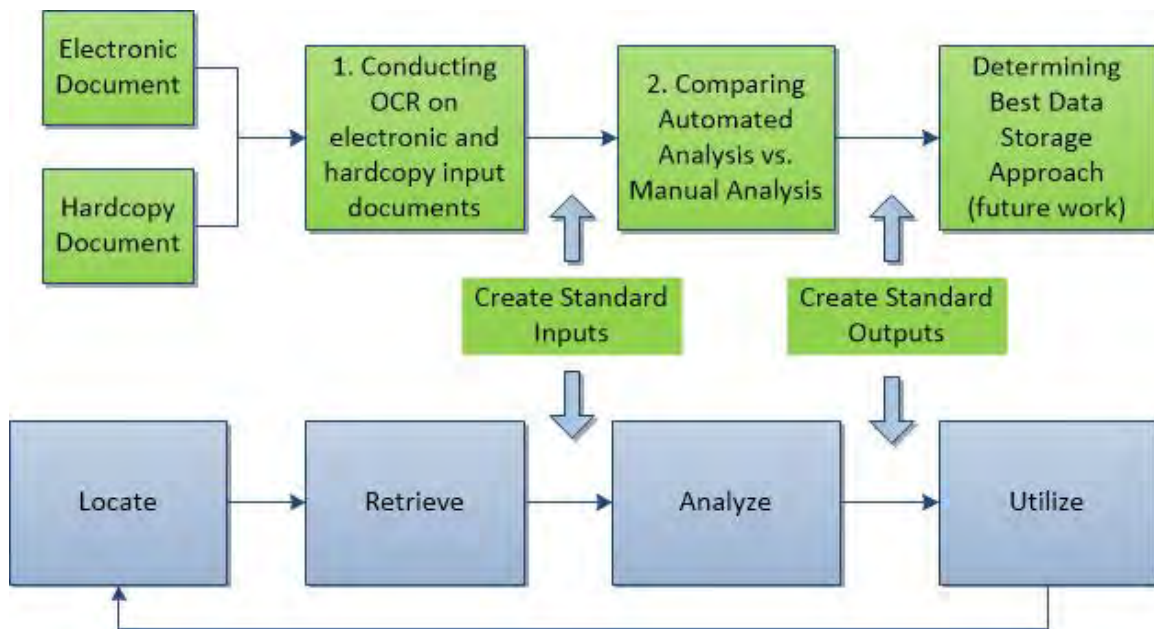 Electronic
Document
Hardcopy
Document
1. Conducting
OCR on
electronic and
hardcopy input
documents
2. Comparing
Automated
Analysis vs.
Manual Analysis
Determining
Best Data
Storage
Approach
(future work)
Create Standard
Inputs
Create Standard
Outputs
Locate
Retrieve
Analyze
Utilize